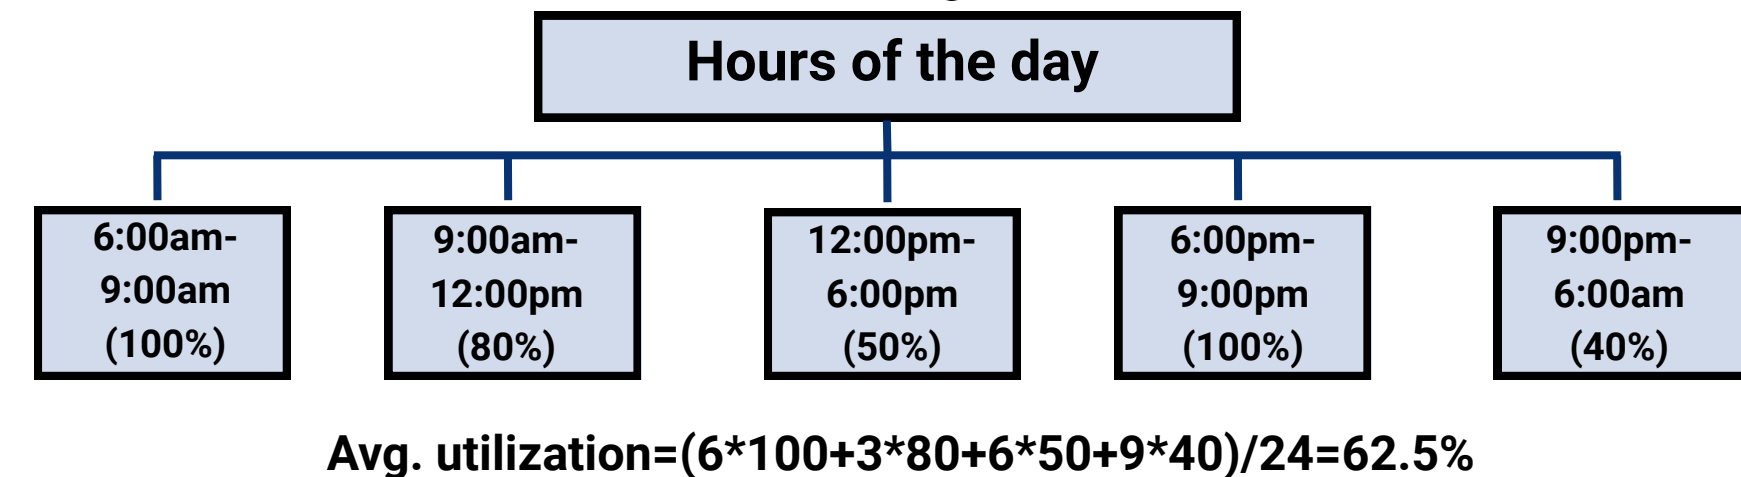 Hours of the day
6:00am-
9:00am
(100%)
9:00am-
12:00pm
(80%)
12:00pm-
6:00pm
(50%)
6:00pm-
9:00pm
(100%)
9:00pm-
6:00am
(40%)
Avg. utilization=(6*100+3*80+6*50+9*40)/24=62.5%